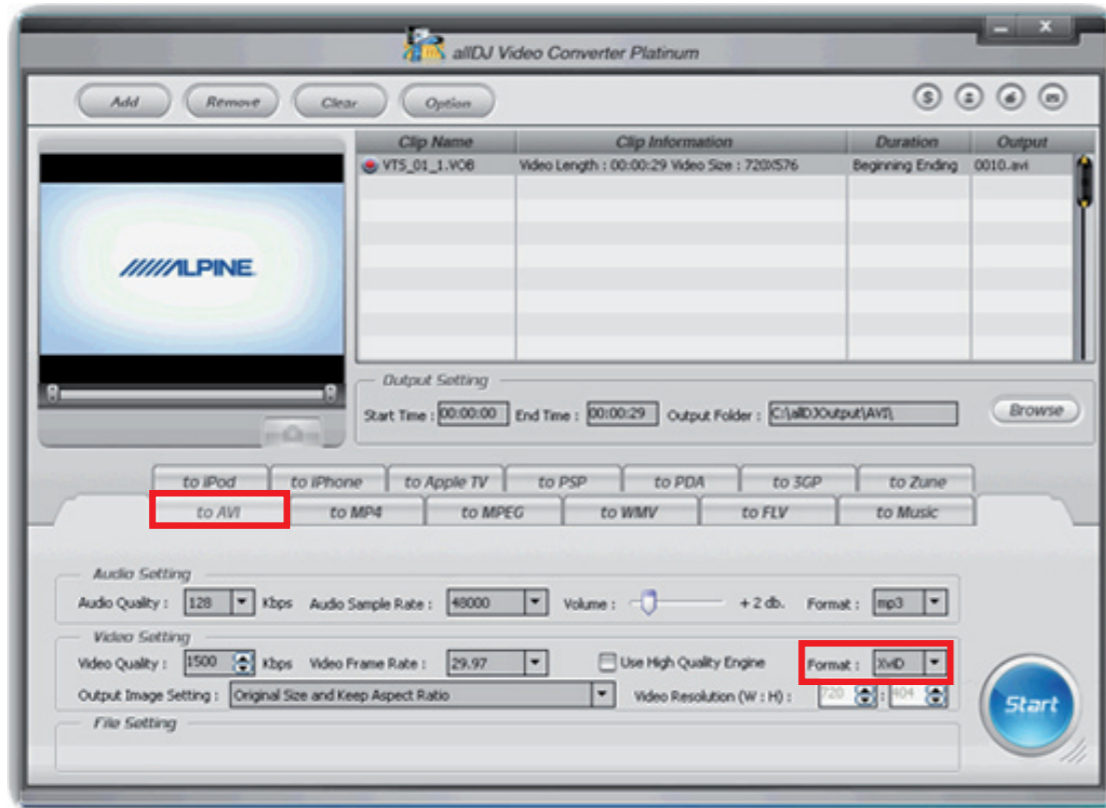 allDJ Video Converter Platinum
Add Remove Clear Option
Clip Name Clip Information Duration Output
VTS_01_1.VOB Video Length : 00:00:29 Video Size : 720X576 Beginning Ending 0010.avi
ALPINE
Output Setting
Start Time : 00:00:00 End Time : 00:00:29 Output Folder : C:\allDJOutput\AVI\ Browse
to iPod to iPhone to Apple TV to PSP to PDA to 3GP to Zune
to AVI to MP4 to MPEG to WMV to FLV to Music
Audio Setting
Audio Quality : 128 Kbps Audio Sample Rate : 48000 Volume : +2 db. Format : mp3
Video Setting
Video Quality : 1500 Kbps Video Frame Rate : 29.97 Use High Quality Engine Format : XviD
Output Image Setting : Original Size and Keep Aspect Ratio Video Resolution (W : H) : 720 : 404
Start
File Setting